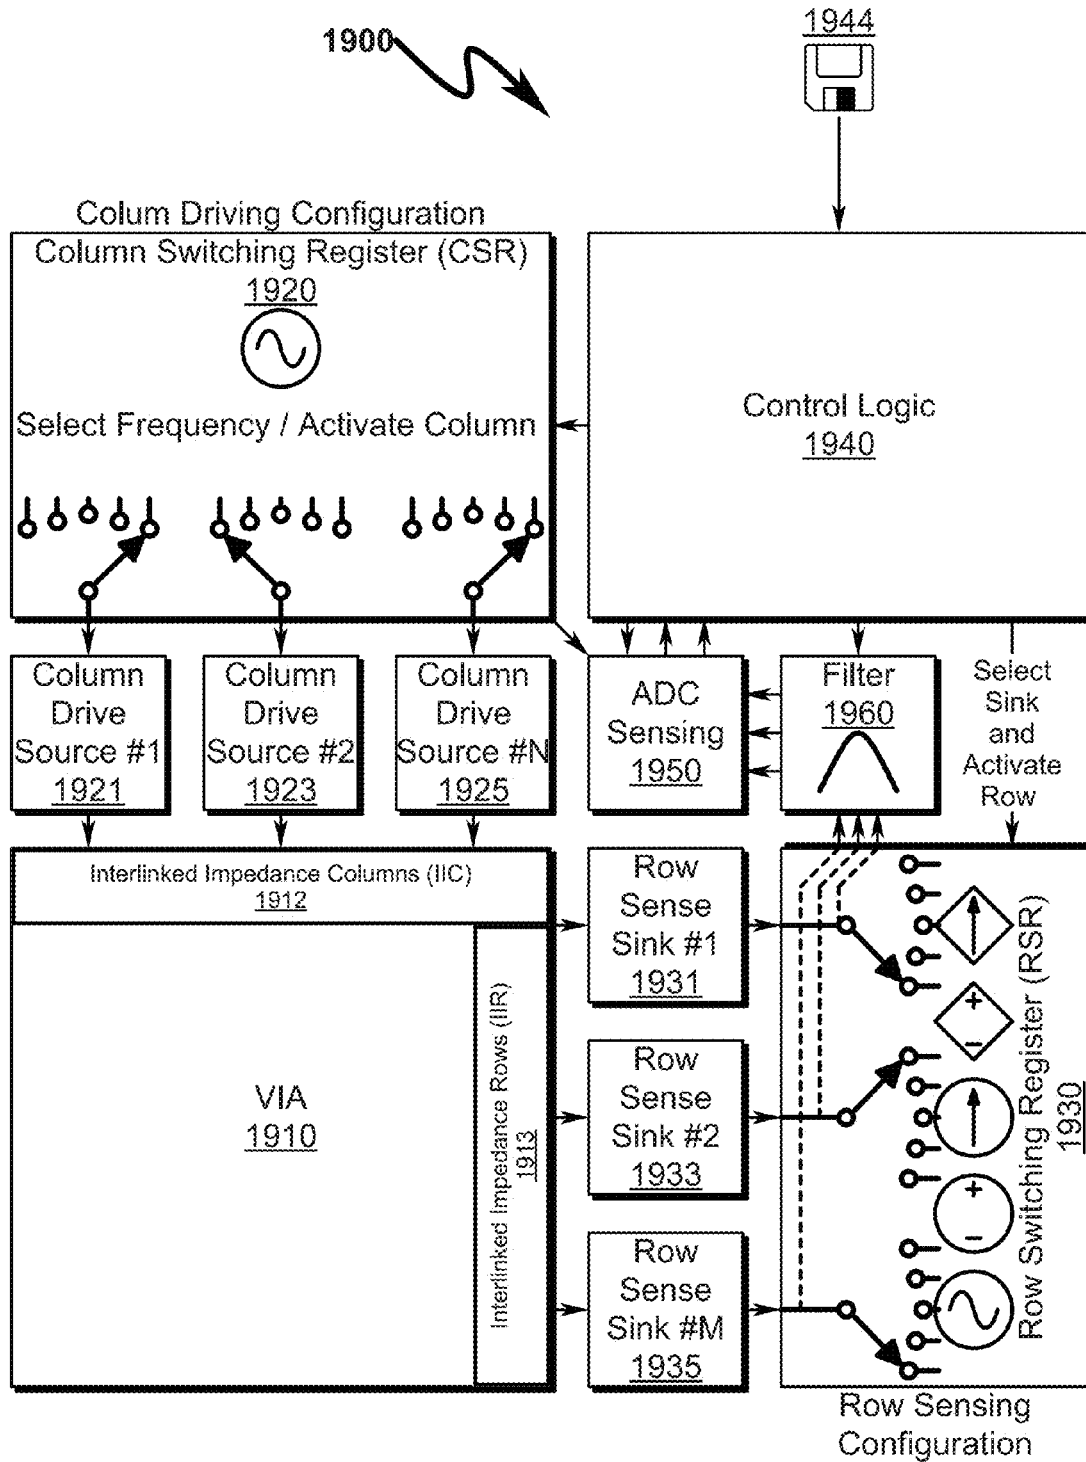 1900
1944
Colum Driving Configuration
Column Switching Register (CSR)
1920
Select Frequency / Activate Column
Control Logic
1940
Column
Drive
Source #1
1921
Column
Drive
Source #2
1923
Column
Drive
Source #N
1925
ADC
Sensing
1950
Filter
1960
Select
Sink
and
Activate
Row
Interlinked Impedance Columns (IIC)
1912
VIA
1910
Interlinked Impedance Rows (IIR)
1913
Row
Sense
Sink #1
1931
Row
Sense
Sink #2
1933
Row
Sense
Sink #M
1935
Row Switching Register (RSR)
1930
Row Sensing
Configuration